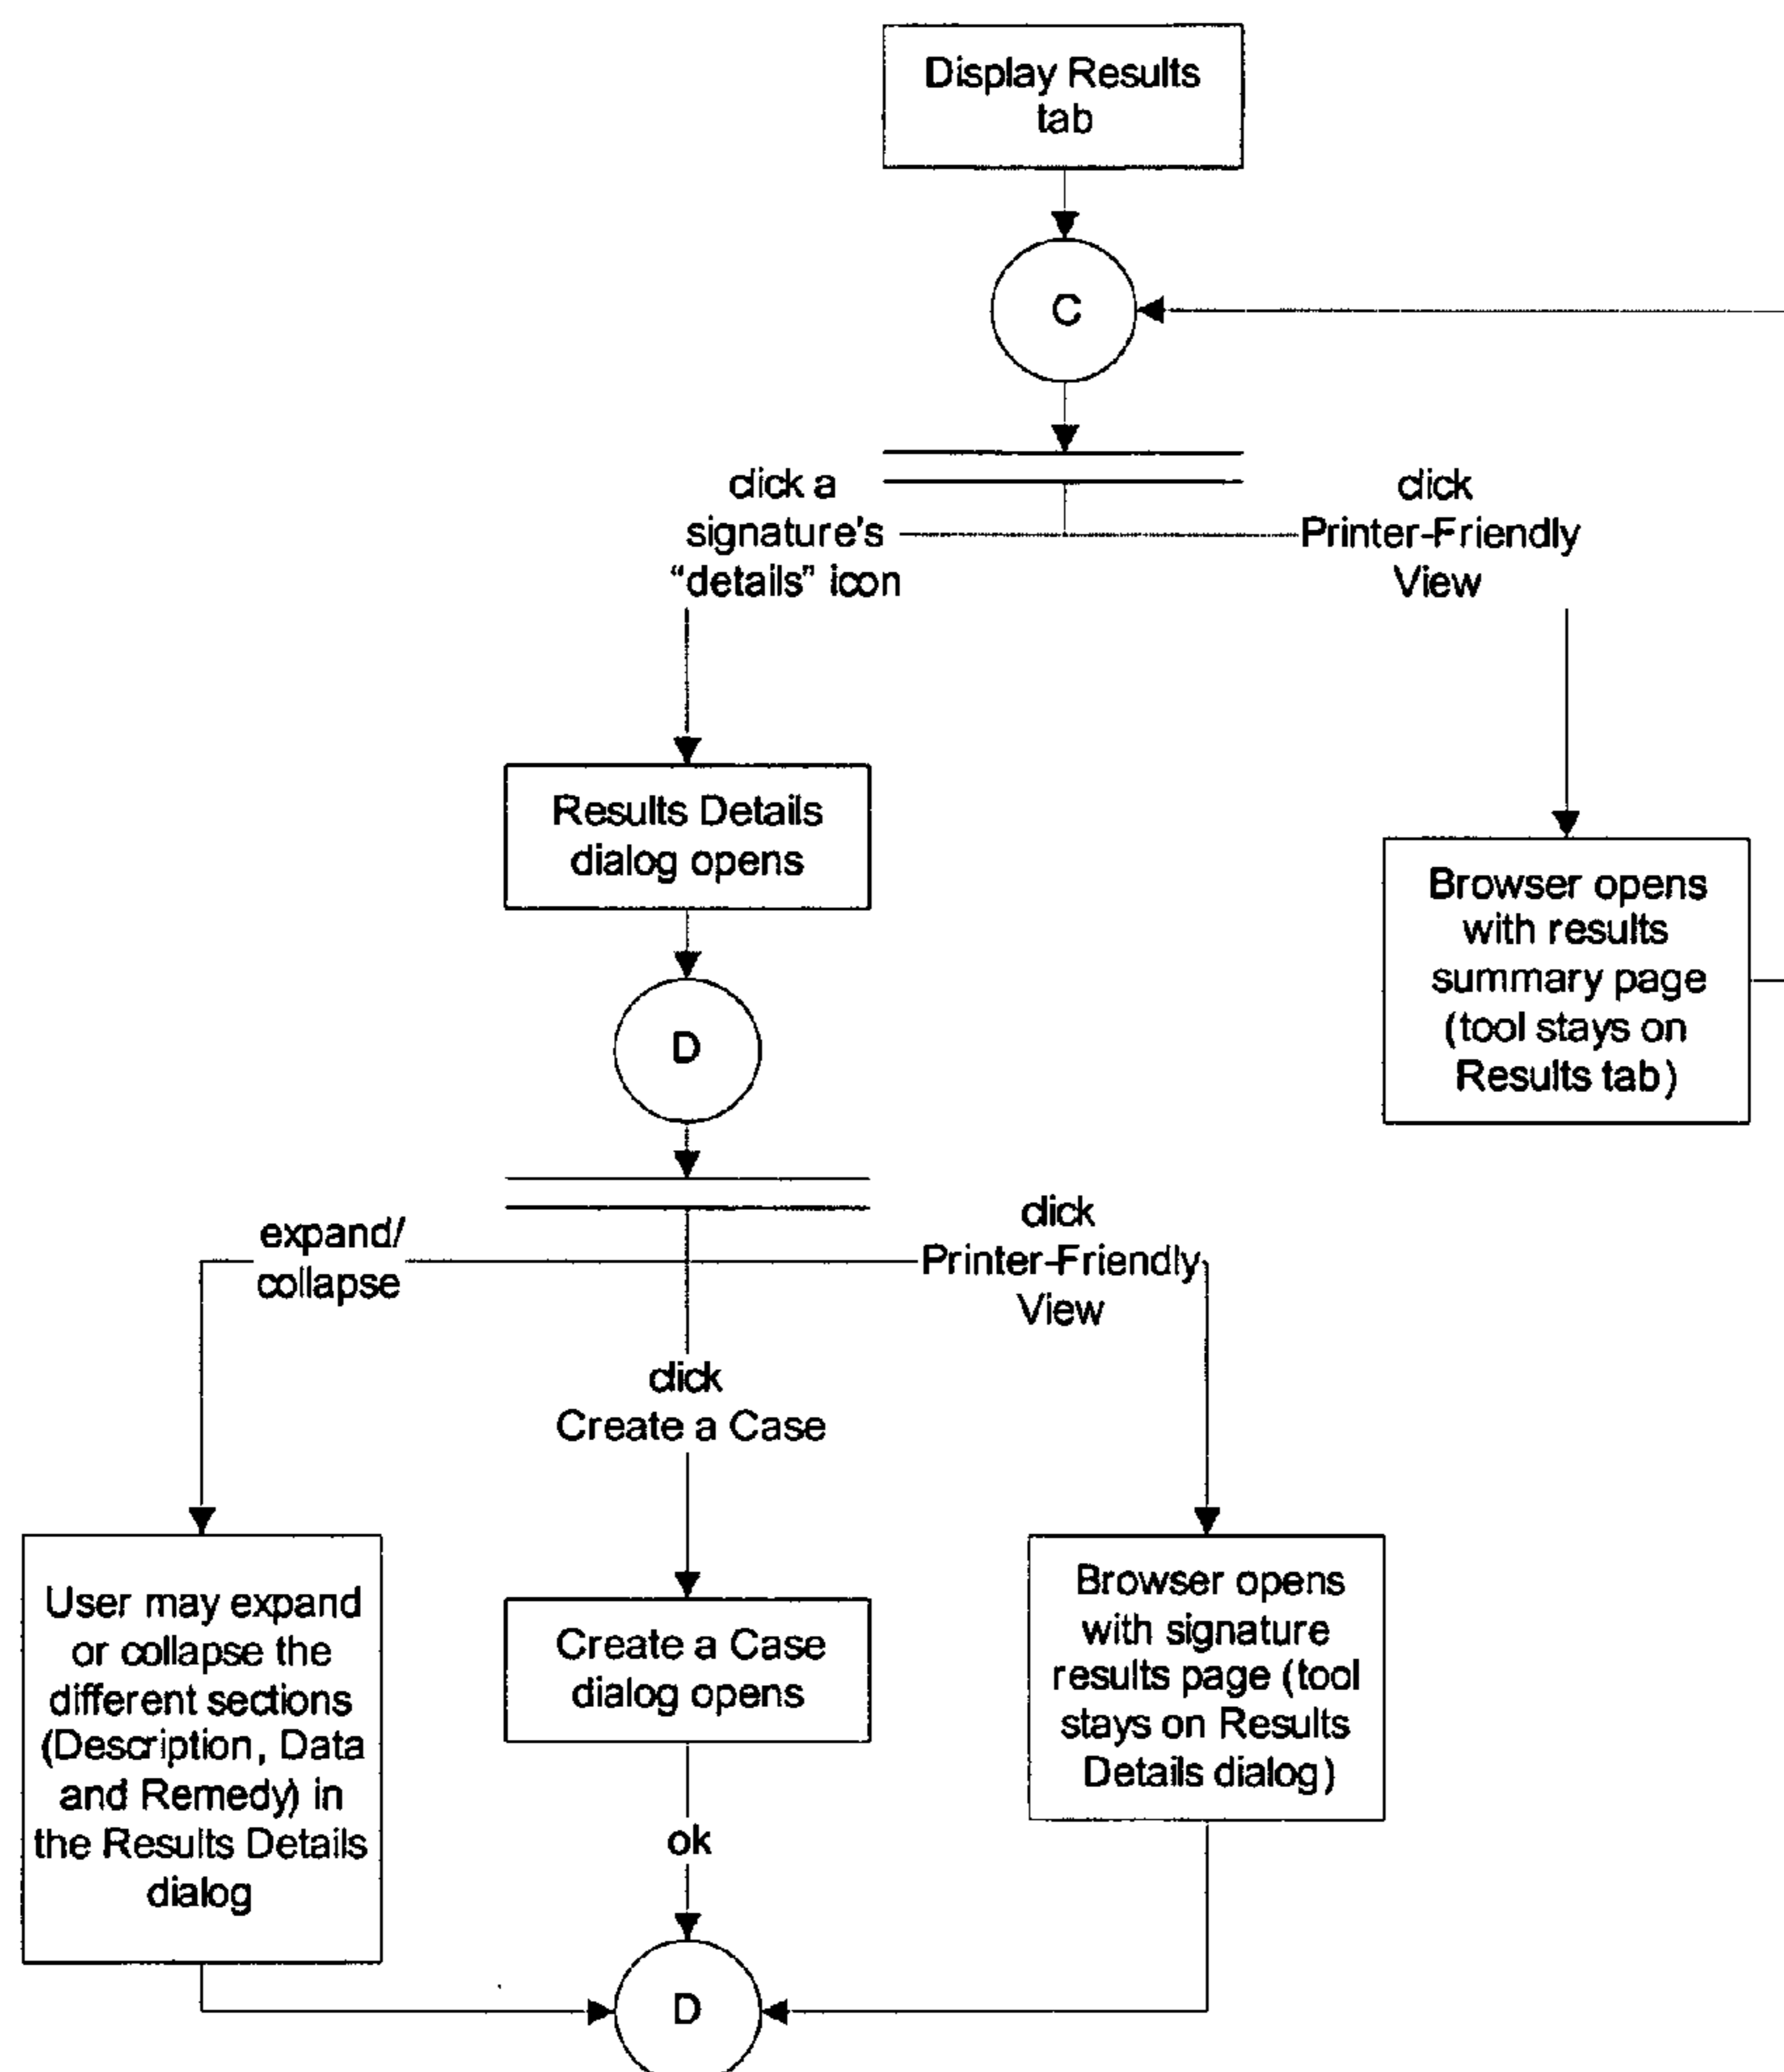 Display Results
tab
C
click a
signature's
“details” icon
click
Printer-Friendly
View
Results Details
dialog opens
Browser opens
with results
summary page
(tool stays on
Results tab)
D
expand/
collapse
click
Printer-Friendly
View
click
Create a Case
User may expand
or collapse the
different sections
(Description, Data
and Remedy) in
the Results Details
dialog
Create a Case
dialog opens
Browser opens
with signature
results page (tool
stays on Results
Details dialog)
ok
D